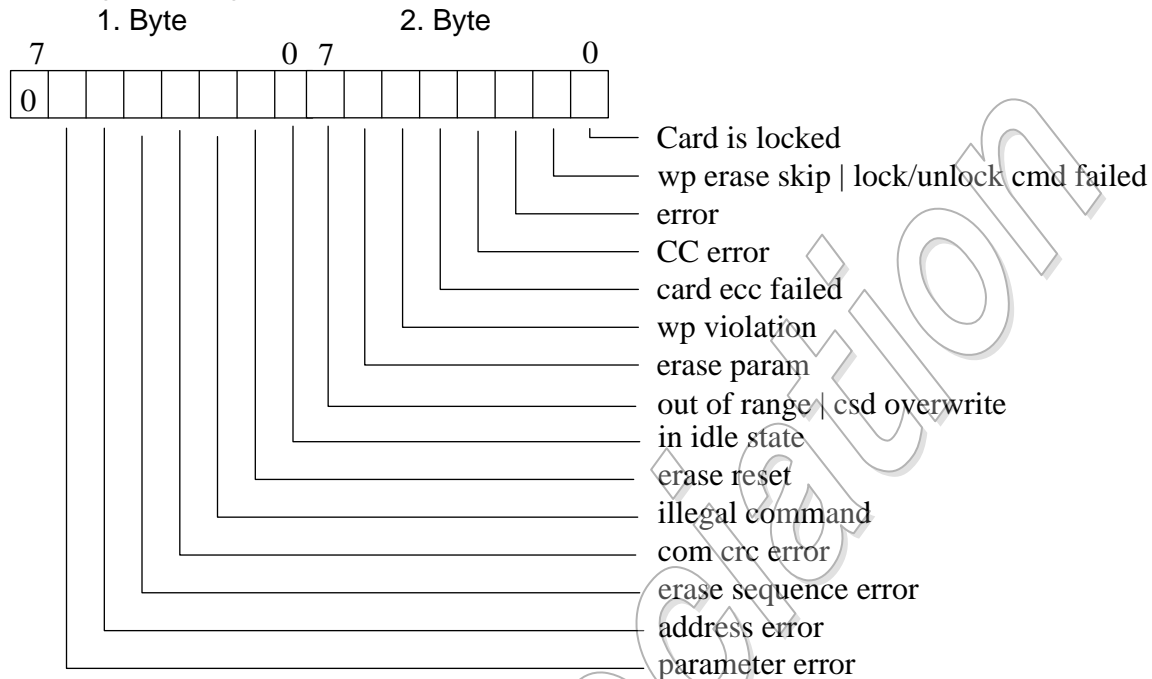 1. Byte 2. Byte
7 0 7 0
0
Card is locked
wp erase skip | lock/unlock cmd failed
error
CC error
card ecc failed
wp violation
erase param
out of range | csd overwrite
in idle state
erase reset
illegal command
com crc error
erase sequence error
address error
parameter error
ciation